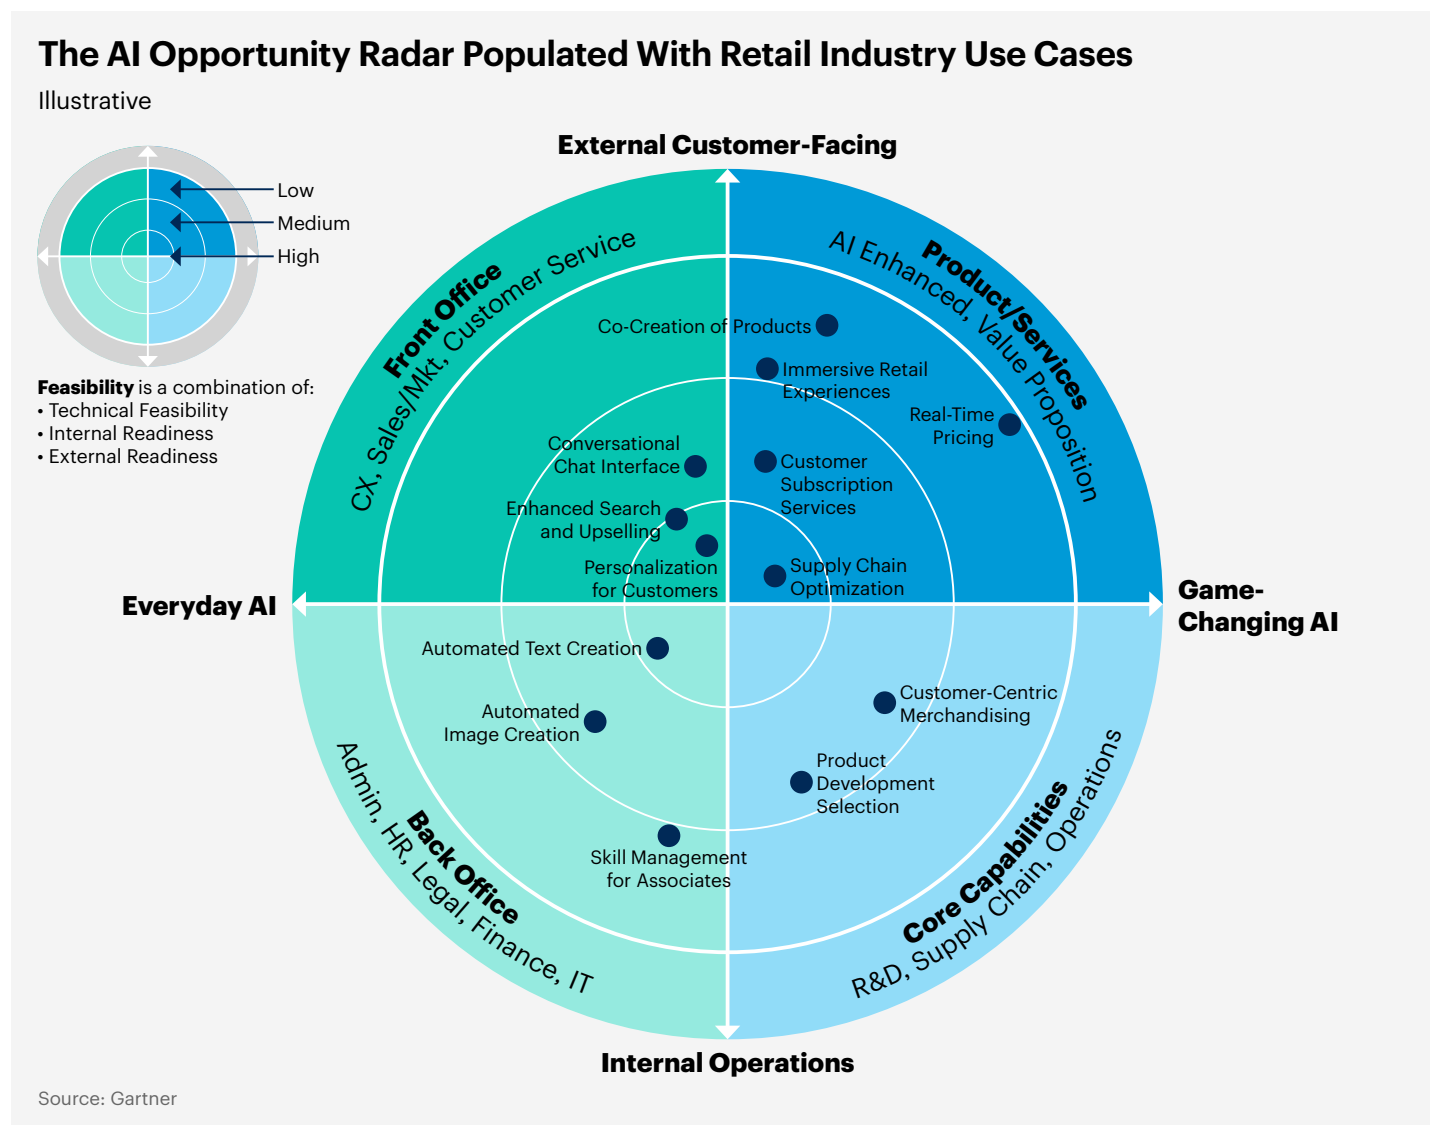 The AI Opportunity Radar Populated With Retail Industry Use Cases
Illustrative
Low
Medium
High
Feasibility is a combination of:
• Technical Feasibility
• Internal Readiness
• External Readiness
External Customer-Facing
Front Office
CX, Sales/Mkt, Customer Service
Product/Services
AI Enhanced, Value Proposition
Co-Creation of Products
Immersive Retail
Experiences
Real-Time
Pricing
Conversational
Chat Interface
Customer
Subscription
Services
Enhanced Search
and Upselling
Personalization
for Customers
Supply Chain
Optimization
Everyday AI
Game-
Changing AI
Automated Text Creation
Automated
Image Creation
Skill Management
for Associates
Customer-Centric
Merchandising
Product
Development
Selection
Back Office
Admin, HR, Legal, Finance, IT
Core Capabilities
R&D, Supply Chain, Operations
Internal Operations
Source: Gartner